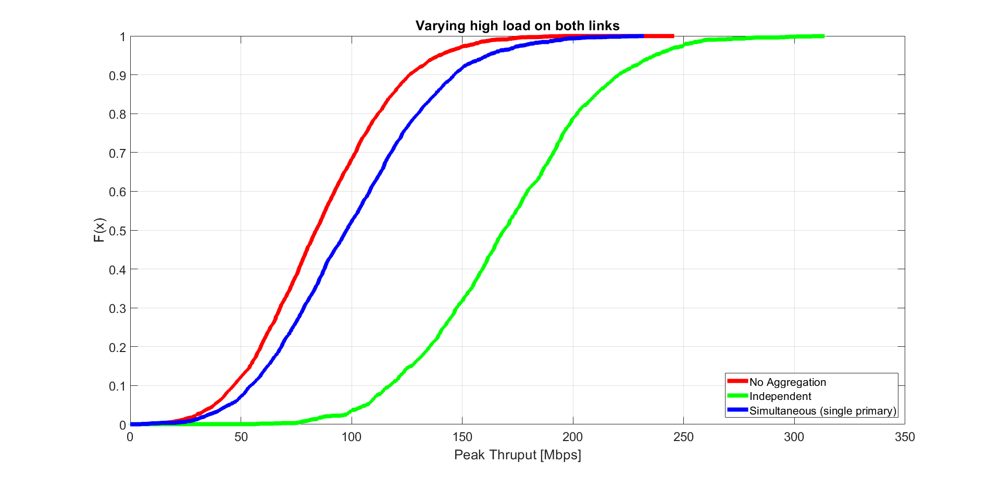 Varying high load on both links
1
0.9
0.8
0.7
0.6
0.5
0.4
0.3
0.2
0.1
0
F(x)
0 50 100 150 200 250 300 350
Peak Thruput [Mbps]
No Aggregation
Independent
Simultaneous (single primary)